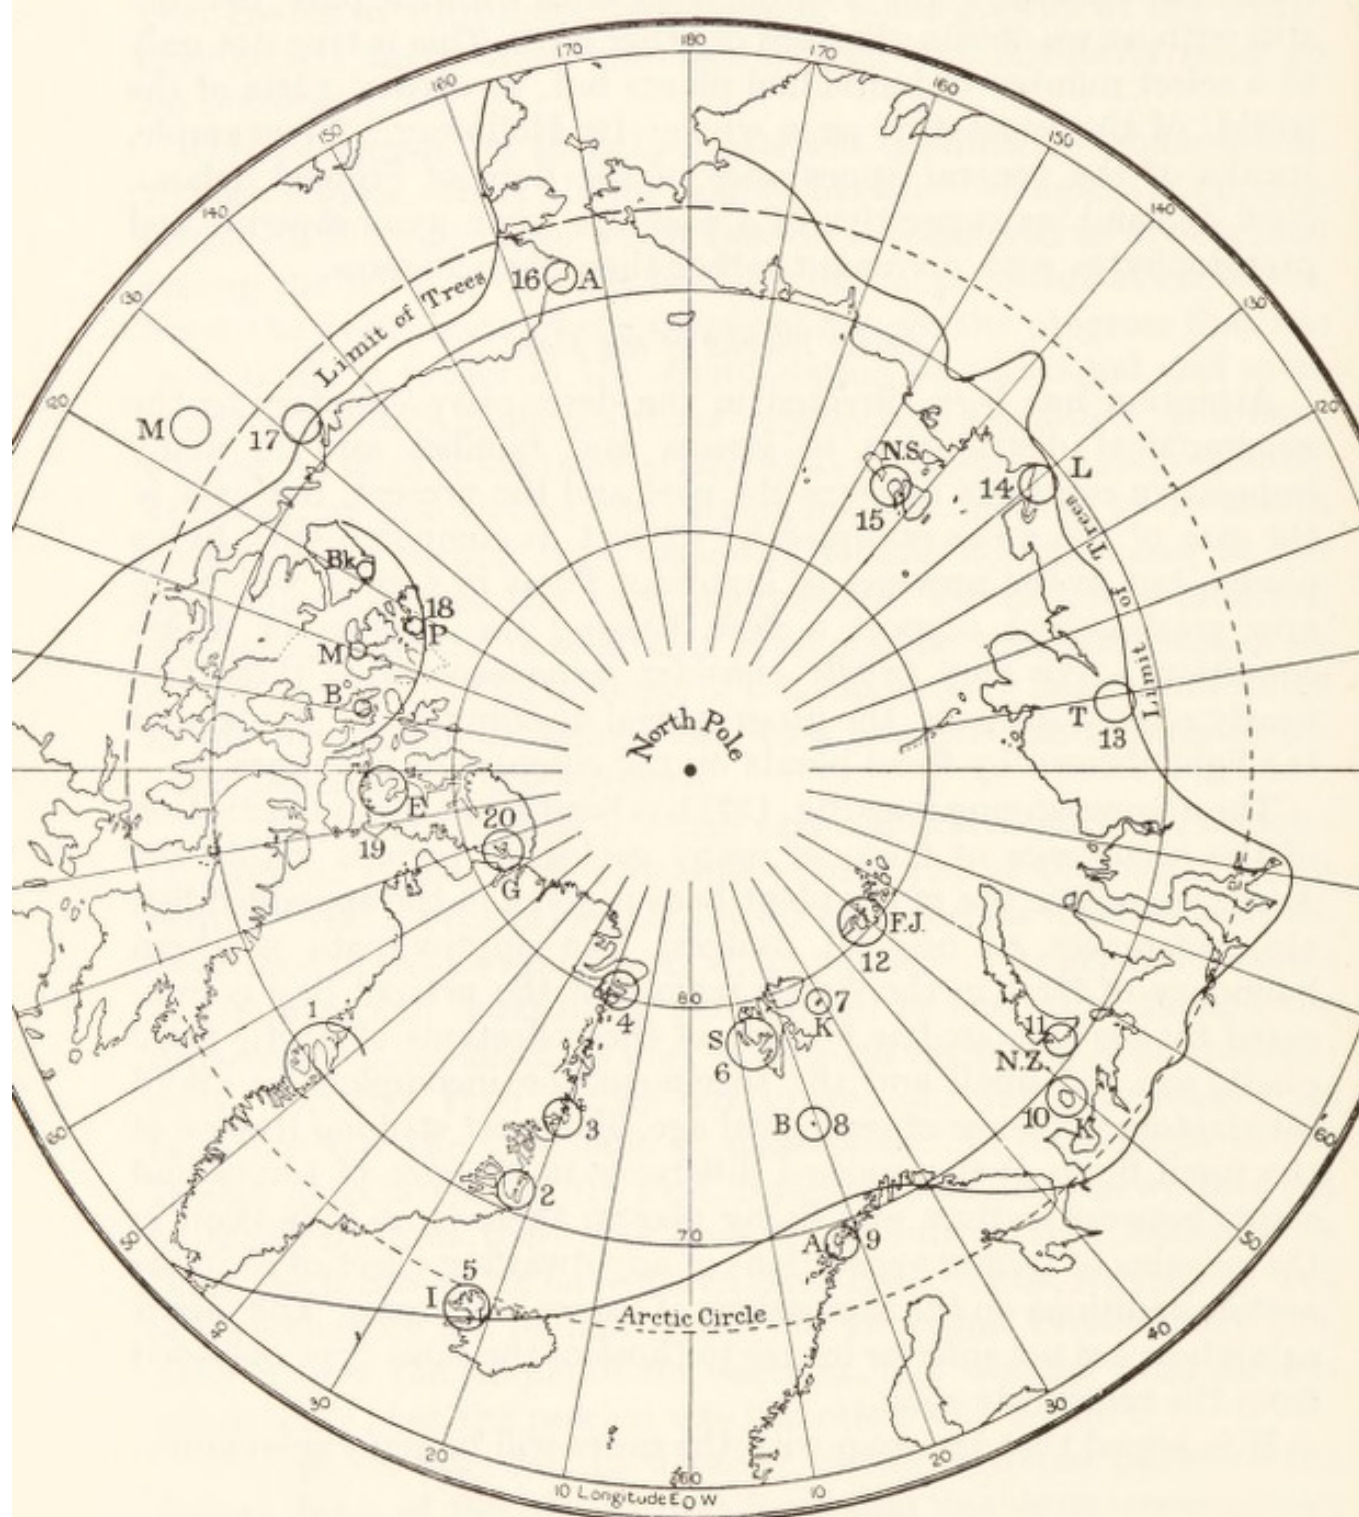 180
170
170
160
160
150
150
140
140
130
130
120
120
16 A
Limit of Trees
M
17
N.S.
15
14
L
Limit of Trees
Bk
18
P
M
B
T
13
North Pole
E
19
20
G
F.J.
12
1
4
80
7
K
S
6
11
N.Z.
10
K
3
B 8
2
70
A 9
5
I
Arctic Circle
60
60
50
50
40
40
30
30
20
20
60
10 Longitude E O W 10